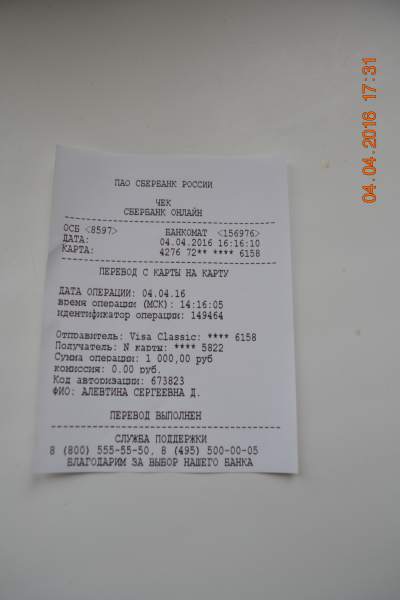 ПАО СБЕРБАНК РОССИИ
ЧЕК
СБЕРБАНК ОНЛАЙН
ОСБ <8597> БАНКОМАТ <156976>
ДАТА: 04.04.2016 16:16:10
КАРТА: 4276 72** **** 6158
ПЕРЕВОД С КАРТЫ НА КАРТУ
ДАТА ОПЕРАЦИИ: 04.04.16
время операции (МСК): 14:16:05
идентификатор операции: 149464
Отправитель: Visa Classic: **** 6158
Получатель: N карты: **** 5822
Сумма операции: 1 000,00 руб
комиссия: 0.00 руб.
Код авторизации: 673823
ФИО: АЛЕВТИНА СЕРГЕЕВНА Д.
ПЕРЕВОД ВЫПОЛНЕН
СЛУЖБА ПОДДЕРЖКИ
8 (800) 555-55-50, 8 (495) 500-00-05
БЛАГОДАРИМ ЗА ВЫБОР НАШЕГО БАНКА
04.04.2016 17:31